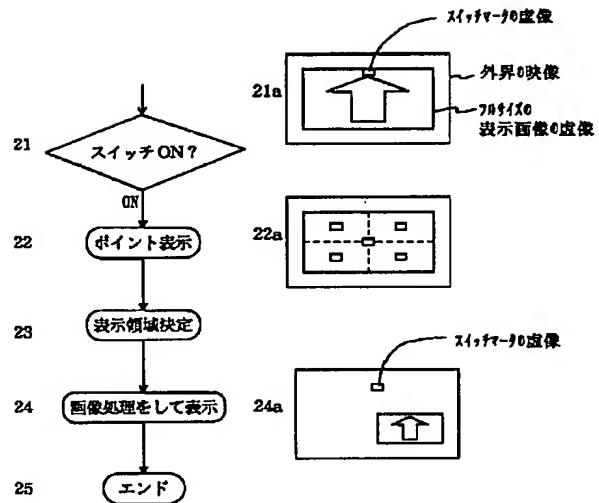 スイッチマークの虚像
21a
外界の映像
フルサイズの
表示画像の虚像
21
スイッチON？
ON
22
ポイント表示
22a
23
表示領域決定
スイッチマークの虚像
24
画像処理をして表示
24a
25
エンド